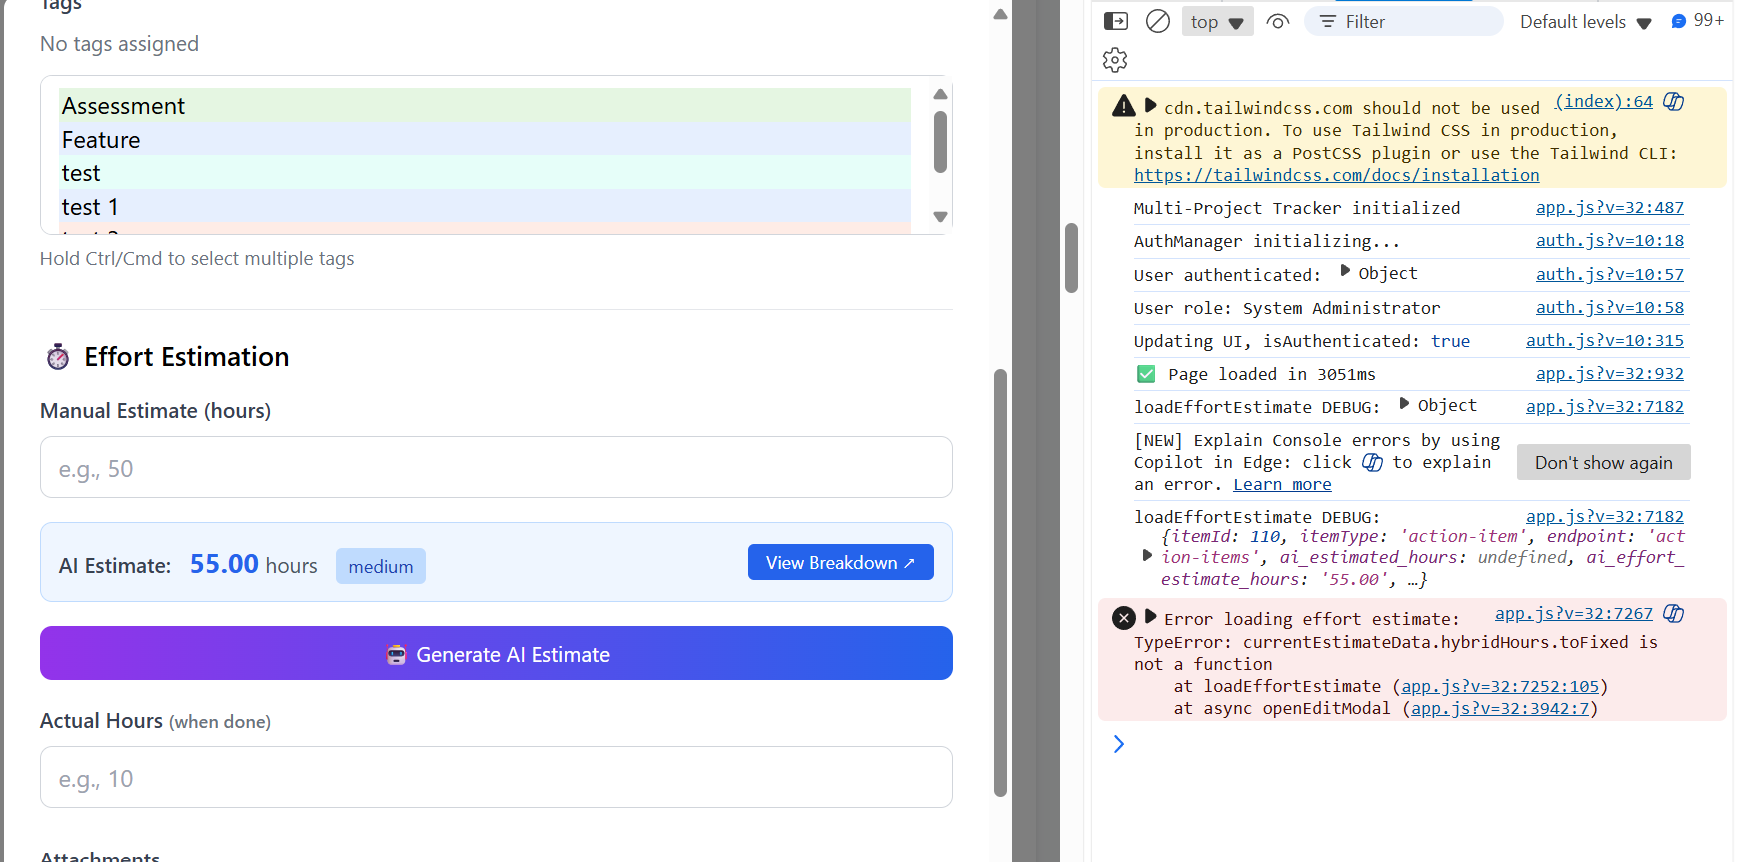 Tags
No tags assigned
Assessment
Feature
test
test 1
Hold Ctrl/Cmd to select multiple tags
Effort Estimation
Manual Estimate (hours)
e.g., 50
AI Estimate: 55.00 hours medium View Breakdown ↗
Generate AI Estimate
Actual Hours (when done)
e.g., 10
Attachments
top Filter Default levels 99+
cdn.tailwindcss.com should not be used (index):64
in production. To use Tailwind CSS in production,
install it as a PostCSS plugin or use the Tailwind CLI:
https://tailwindcss.com/docs/installation
Multi-Project Tracker initialized app.js?v=32:487
AuthManager initializing... auth.js?v=10:18
User authenticated: Object auth.js?v=10:57
User role: System Administrator auth.js?v=10:58
Updating UI, isAuthenticated: true auth.js?v=10:315
✅ Page loaded in 3051ms app.js?v=32:932
loadEffortEstimate DEBUG: Object app.js?v=32:7182
[NEW] Explain Console errors by using
Copilot in Edge: click to explain
an error. Learn more
Don't show again
loadEffortEstimate DEBUG: app.js?v=32:7182
{itemId: 110, itemType: 'action-item', endpoint: 'act
ion-items', ai_estimated_hours: undefined, ai_effort_
estimate_hours: '55.00', …}
Error loading effort estimate: app.js?v=32:7267
TypeError: currentEstimateData.hybridHours.toFixed is
not a function
at loadEffortEstimate (app.js?v=32:7252:105)
at async openEditModal (app.js?v=32:3942:7)